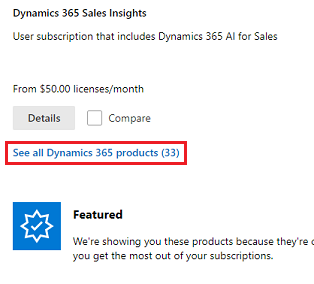 Dynamics 365 Sales Insights
User subscription that includes Dynamics 365 AI for Sales
From $50.00 licenses/month
Details
Compare
See all Dynamics 365 products (33)
Featured
We're showing you these products because they're
you get the most out of your subscriptions.